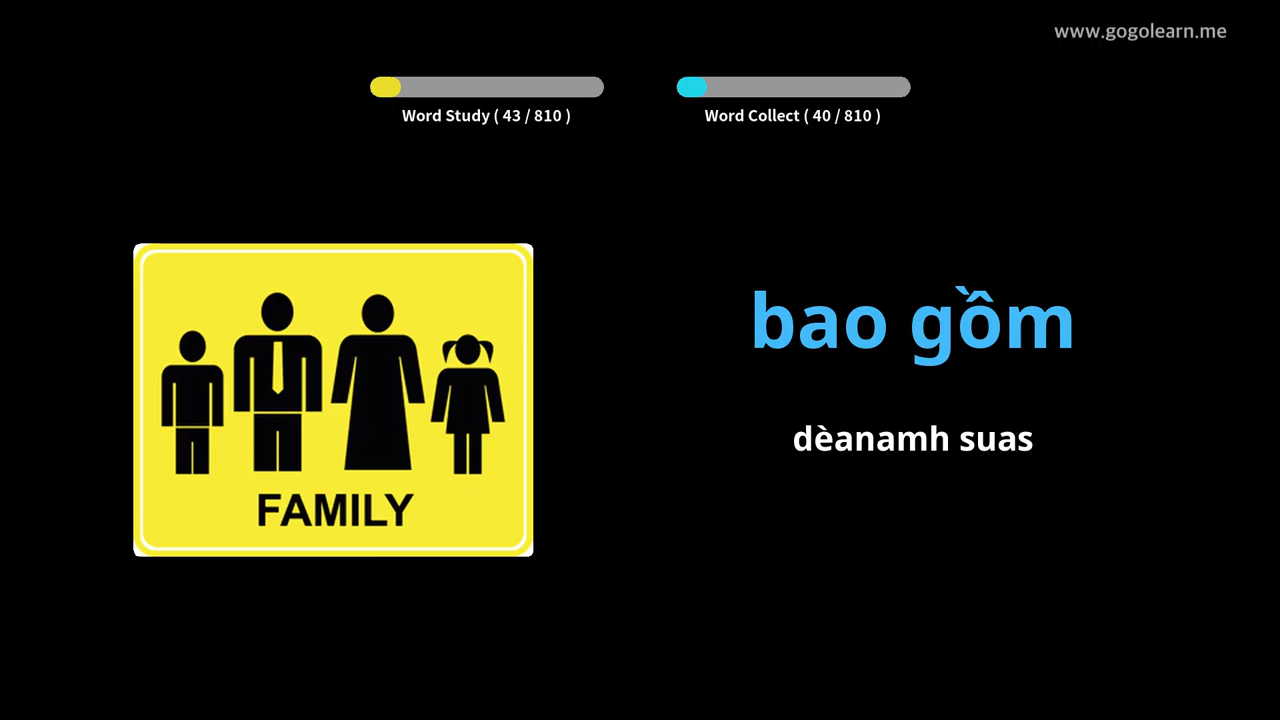 www.gogolearn.me
Word Study ( 43 / 810 )
Word Collect ( 40 / 810 )
bao gồm
dèanamh suas
FAMILY